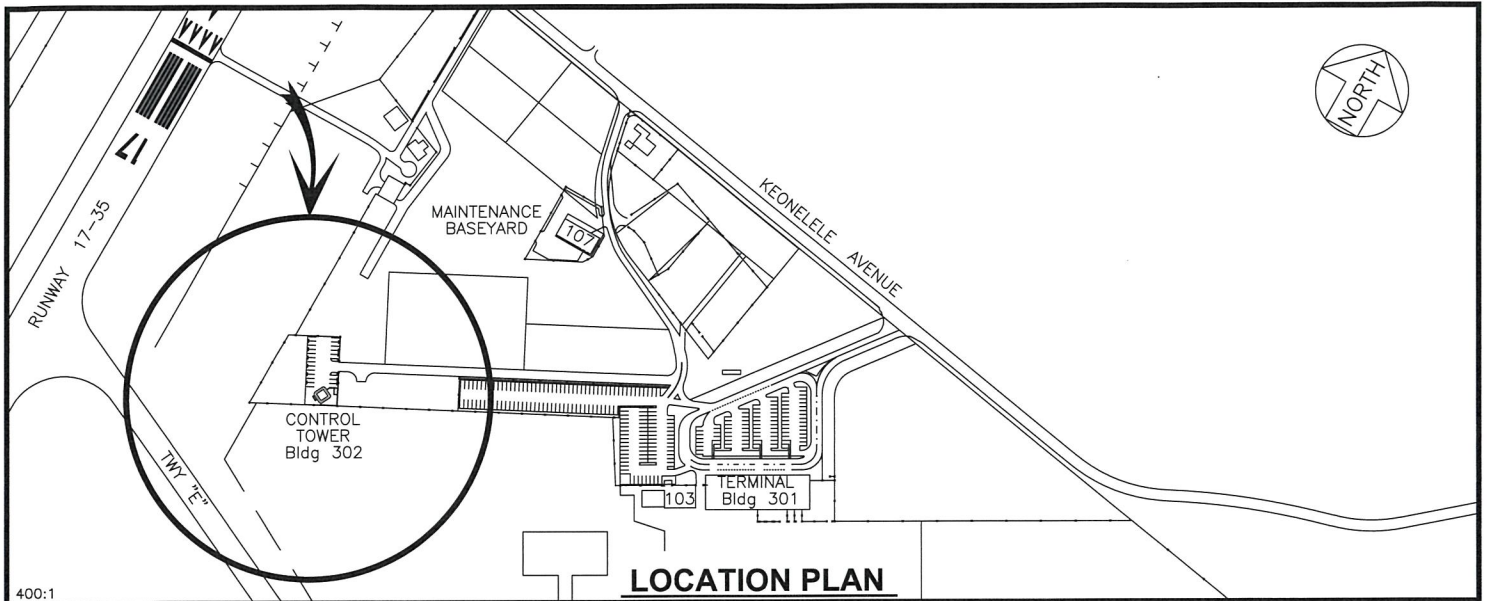 17
NORTH
KEONELELE AVENUE
MAINTENANCE
BASEYARD
107
RUNWAY 17-35
CONTROL
TOWER
Bldg 302
TWY "E"
103
TERMINAL
Bldg 301
LOCATION PLAN
400:1